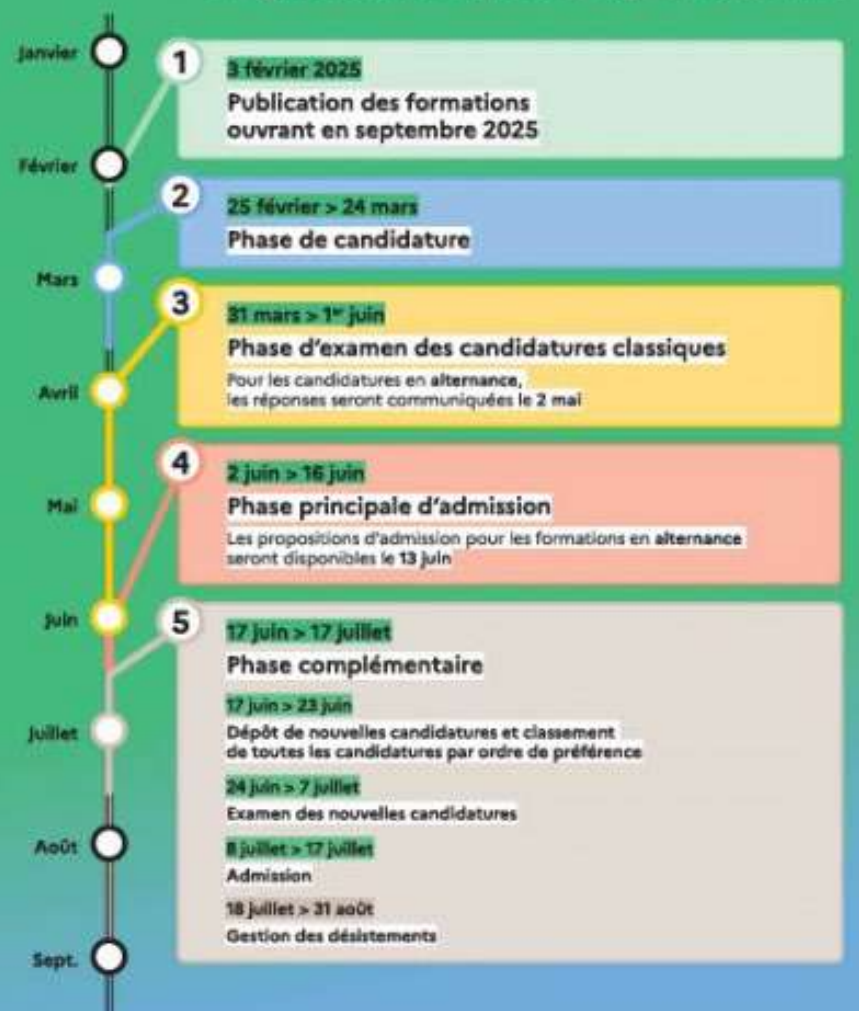 Janvier
Février
Mars
Avril
Mai
Juin
Juillet
Août
Sept.
1
3 février 2025
Publication des formations
ouvrant en septembre 2025
2
25 février > 24 mars
Phase de candidature
3
31 mars > 1er juin
Phase d'examen des candidatures classiques
Pour les candidatures en alternance,
les réponses seront communiquées le 2 mai
4
2 juin > 16 juin
Phase principale d'admission
Les propositions d'admission pour les formations en alternance
seront disponibles le 13 juin
5
17 juin > 17 juillet
Phase complémentaire
17 juin > 23 juin
Dépôt de nouvelles candidatures et classement
de toutes les candidatures par ordre de préférence
24 juin > 7 juillet
Examen des nouvelles candidatures
8 juillet > 17 juillet
Admission
18 juillet > 31 août
Gestion des désistements